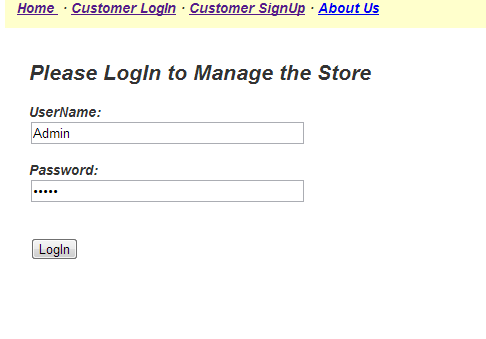 Home · Customer LogIn · Customer SignUp · About Us
Please LogIn to Manage the Store
UserName:
Admin
Password:
•••••
LogIn